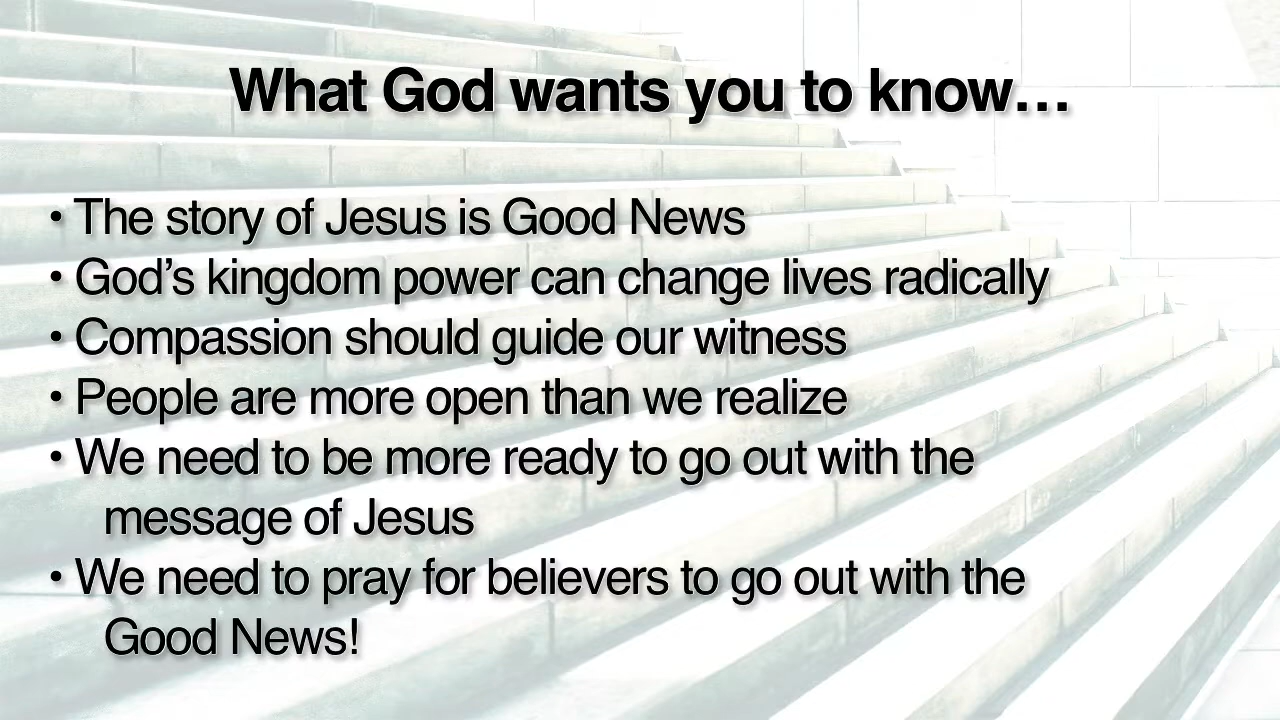 What God wants you to know…
• The story of Jesus is Good News
• God’s kingdom power can change lives radically
• Compassion should guide our witness
• People are more open than we realize
• We need to be more ready to go out with the
message of Jesus
• We need to pray for believers to go out with the
Good News!